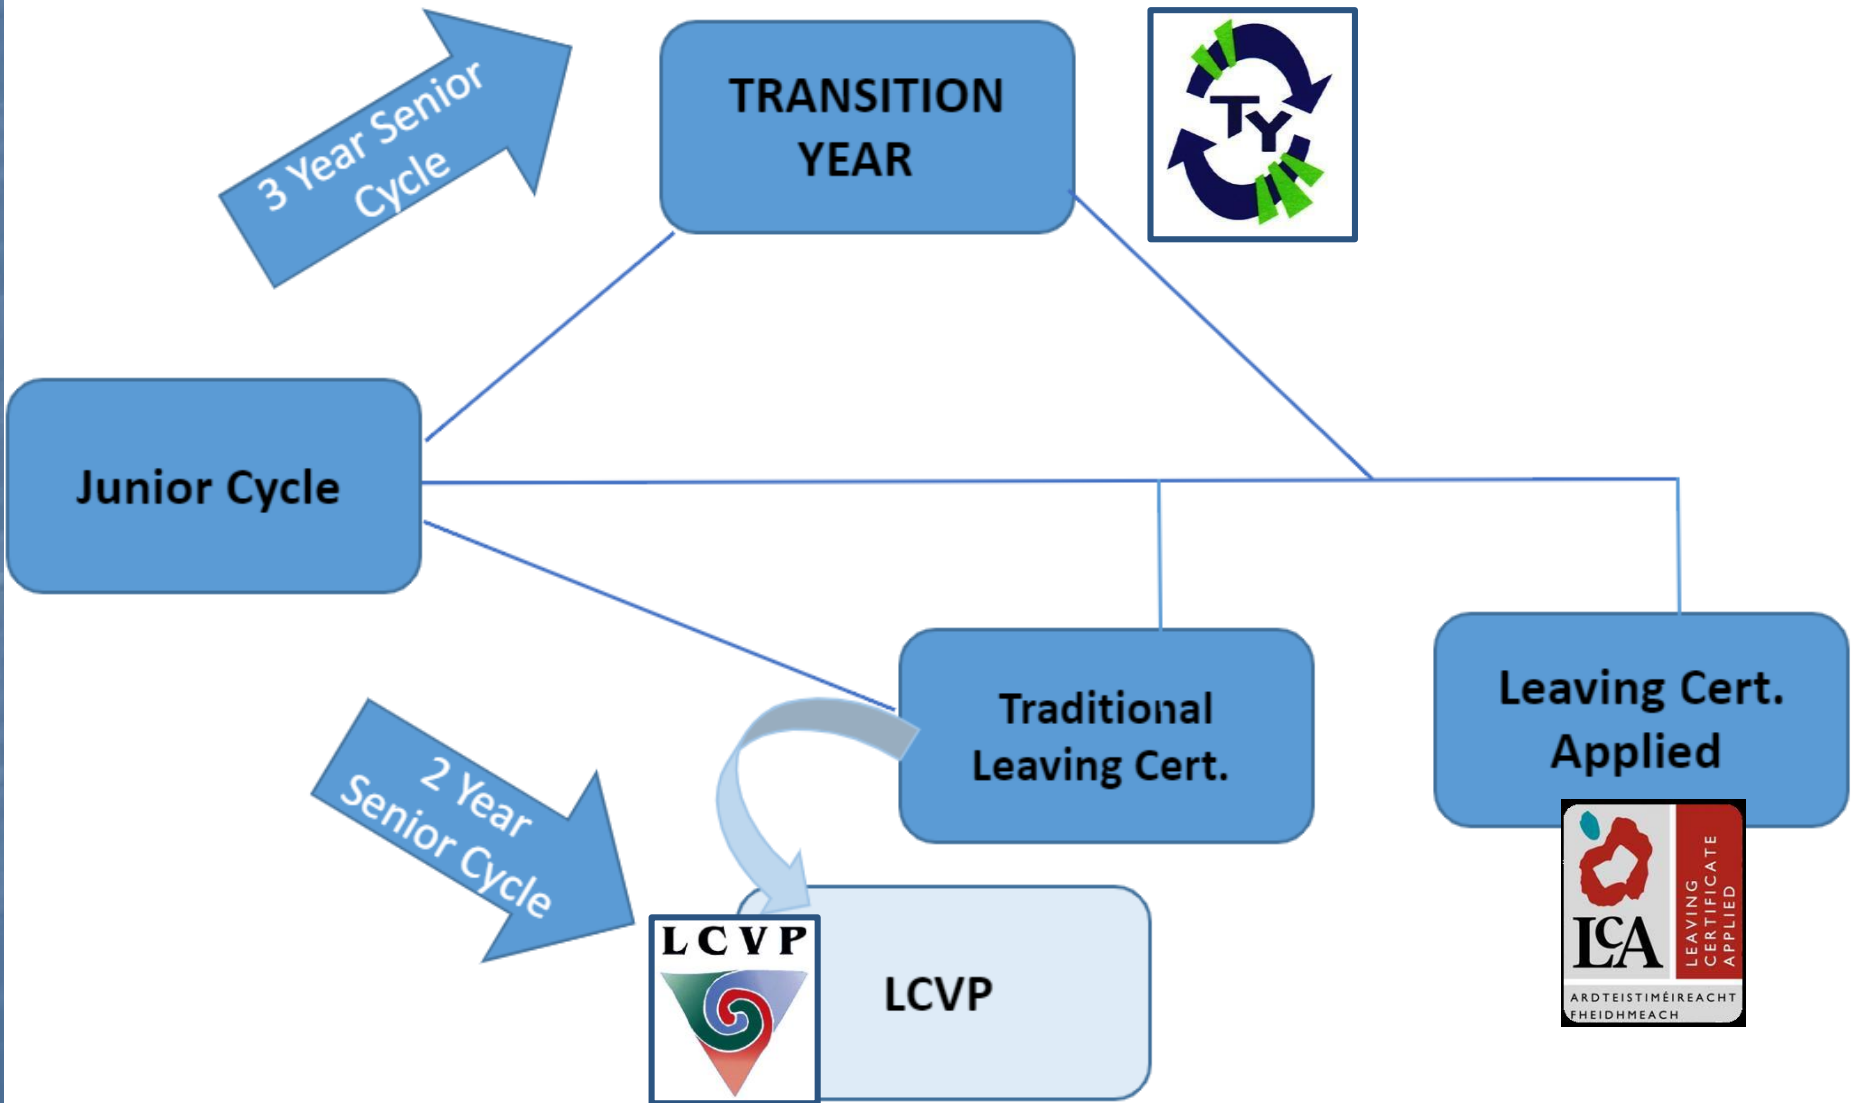 3 Year Senior
Cycle
TRANSITION
YEAR
TY
Junior Cycle
Traditional
Leaving Cert.
Leaving Cert.
Applied
2 Year
Senior Cycle
LCVP
LCVP
LCA
LEAVING
CERTIFICATE
APPLIED
ARDTEISTIMÉIREACHT
FHEIDHMEACH